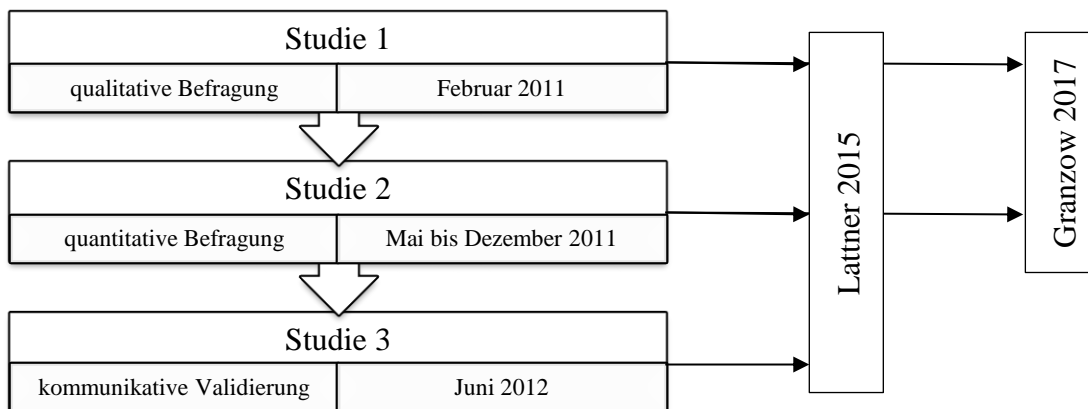 Studie 1
qualitative Befragung
Februar 2011
Studie 2
quantitative Befragung
Mai bis Dezember 2011
Studie 3
kommunikative Validierung
Juni 2012
Lattner 2015
Granzow 2017